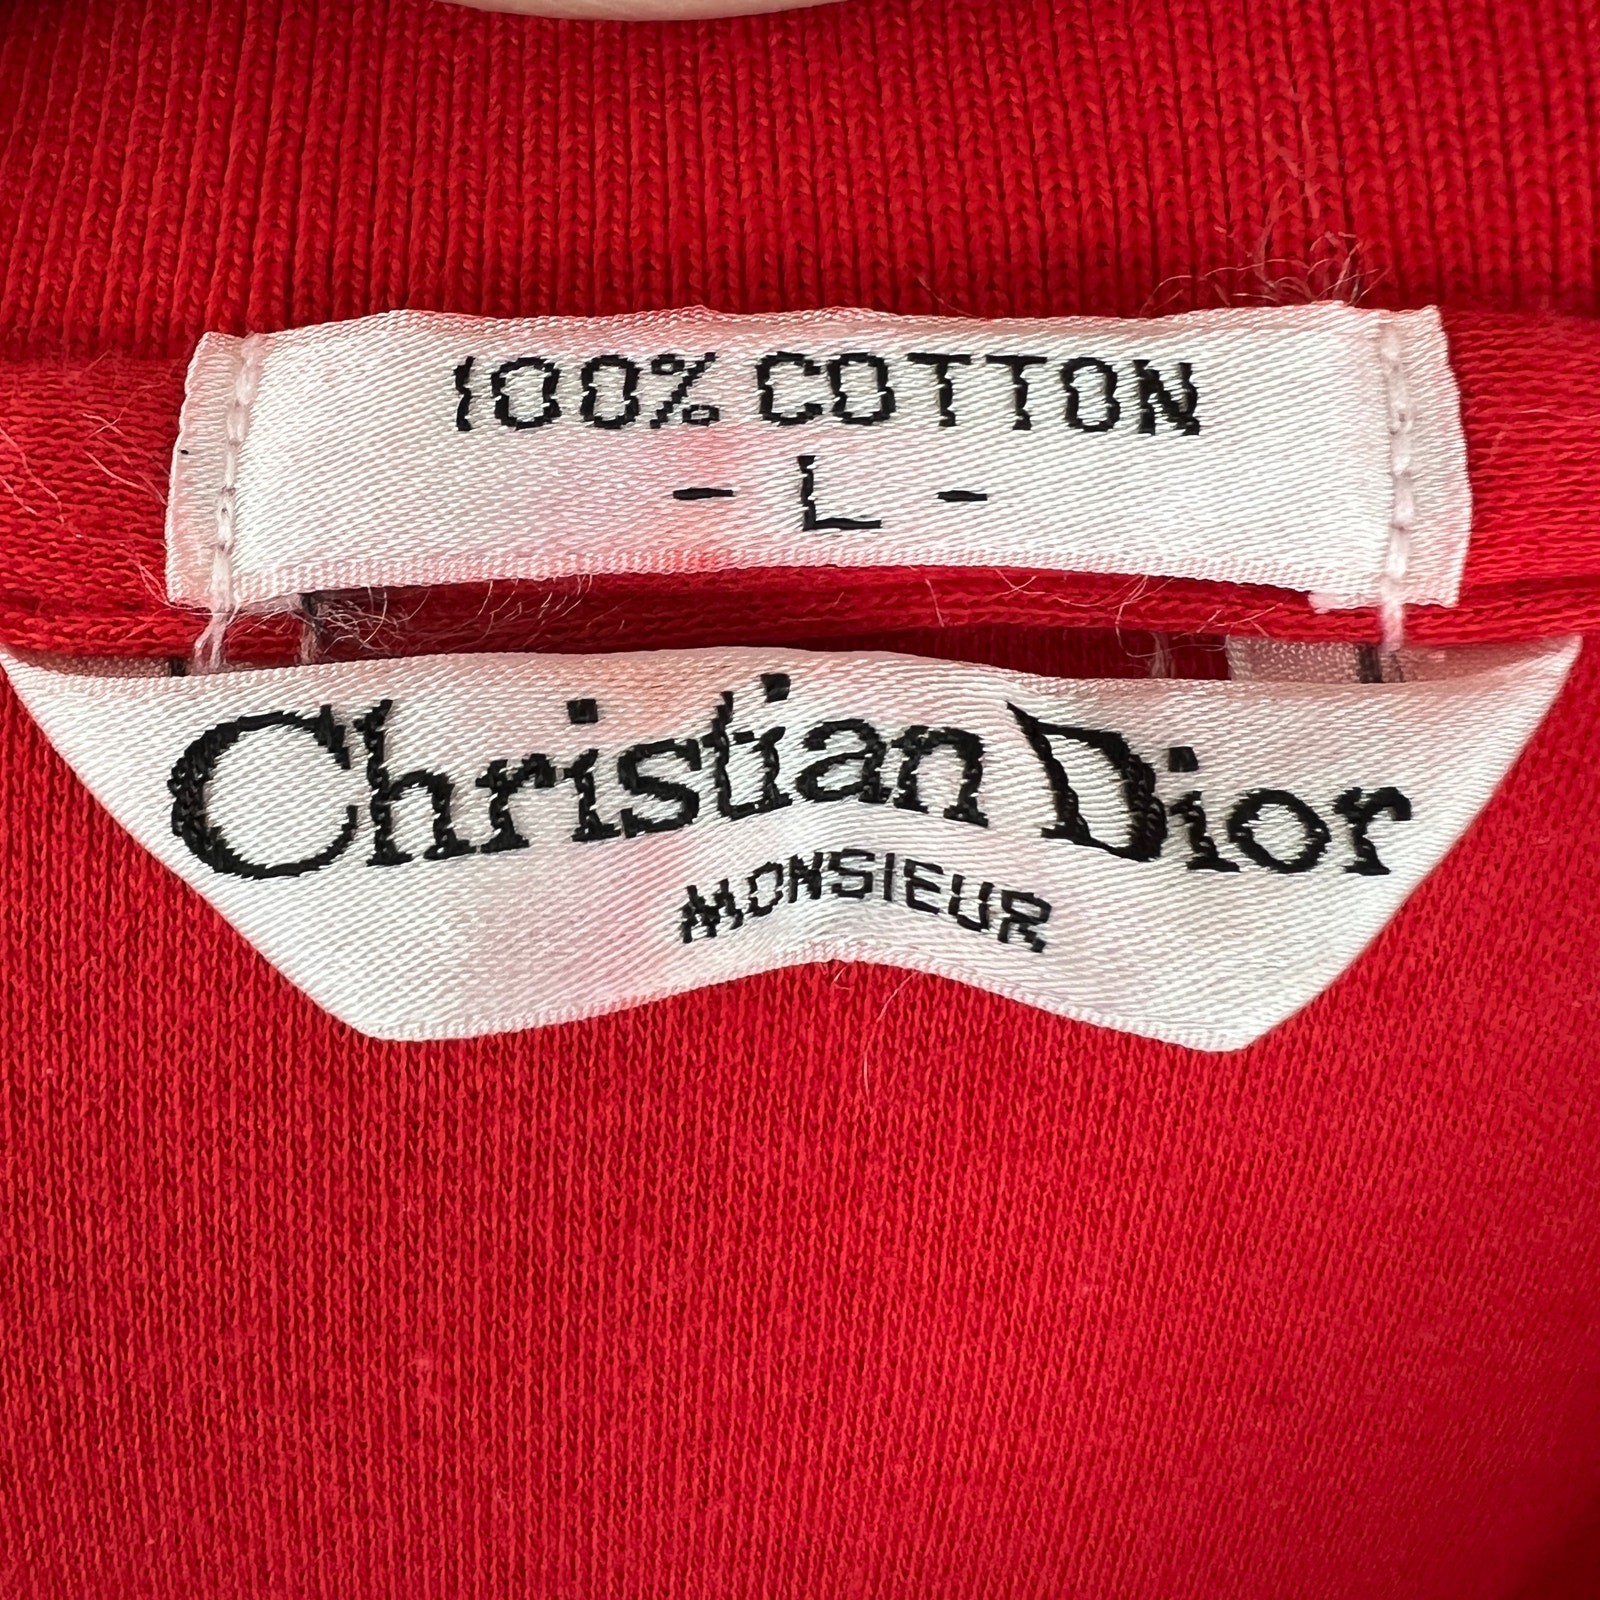 100% COTTON
- L -
Christian Dior
MONSIEUR